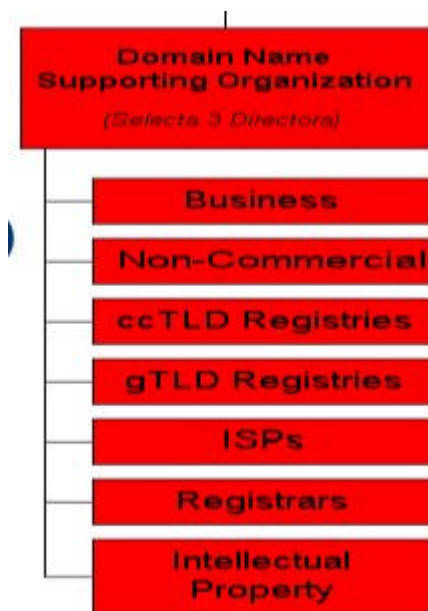 Domain Name
Supporting Organization
(Selects 3 Directors)
Business
Non-Commercial
ccTLD Registries
gTLD Registries
ISPs
Registrars
Intellectual
Property